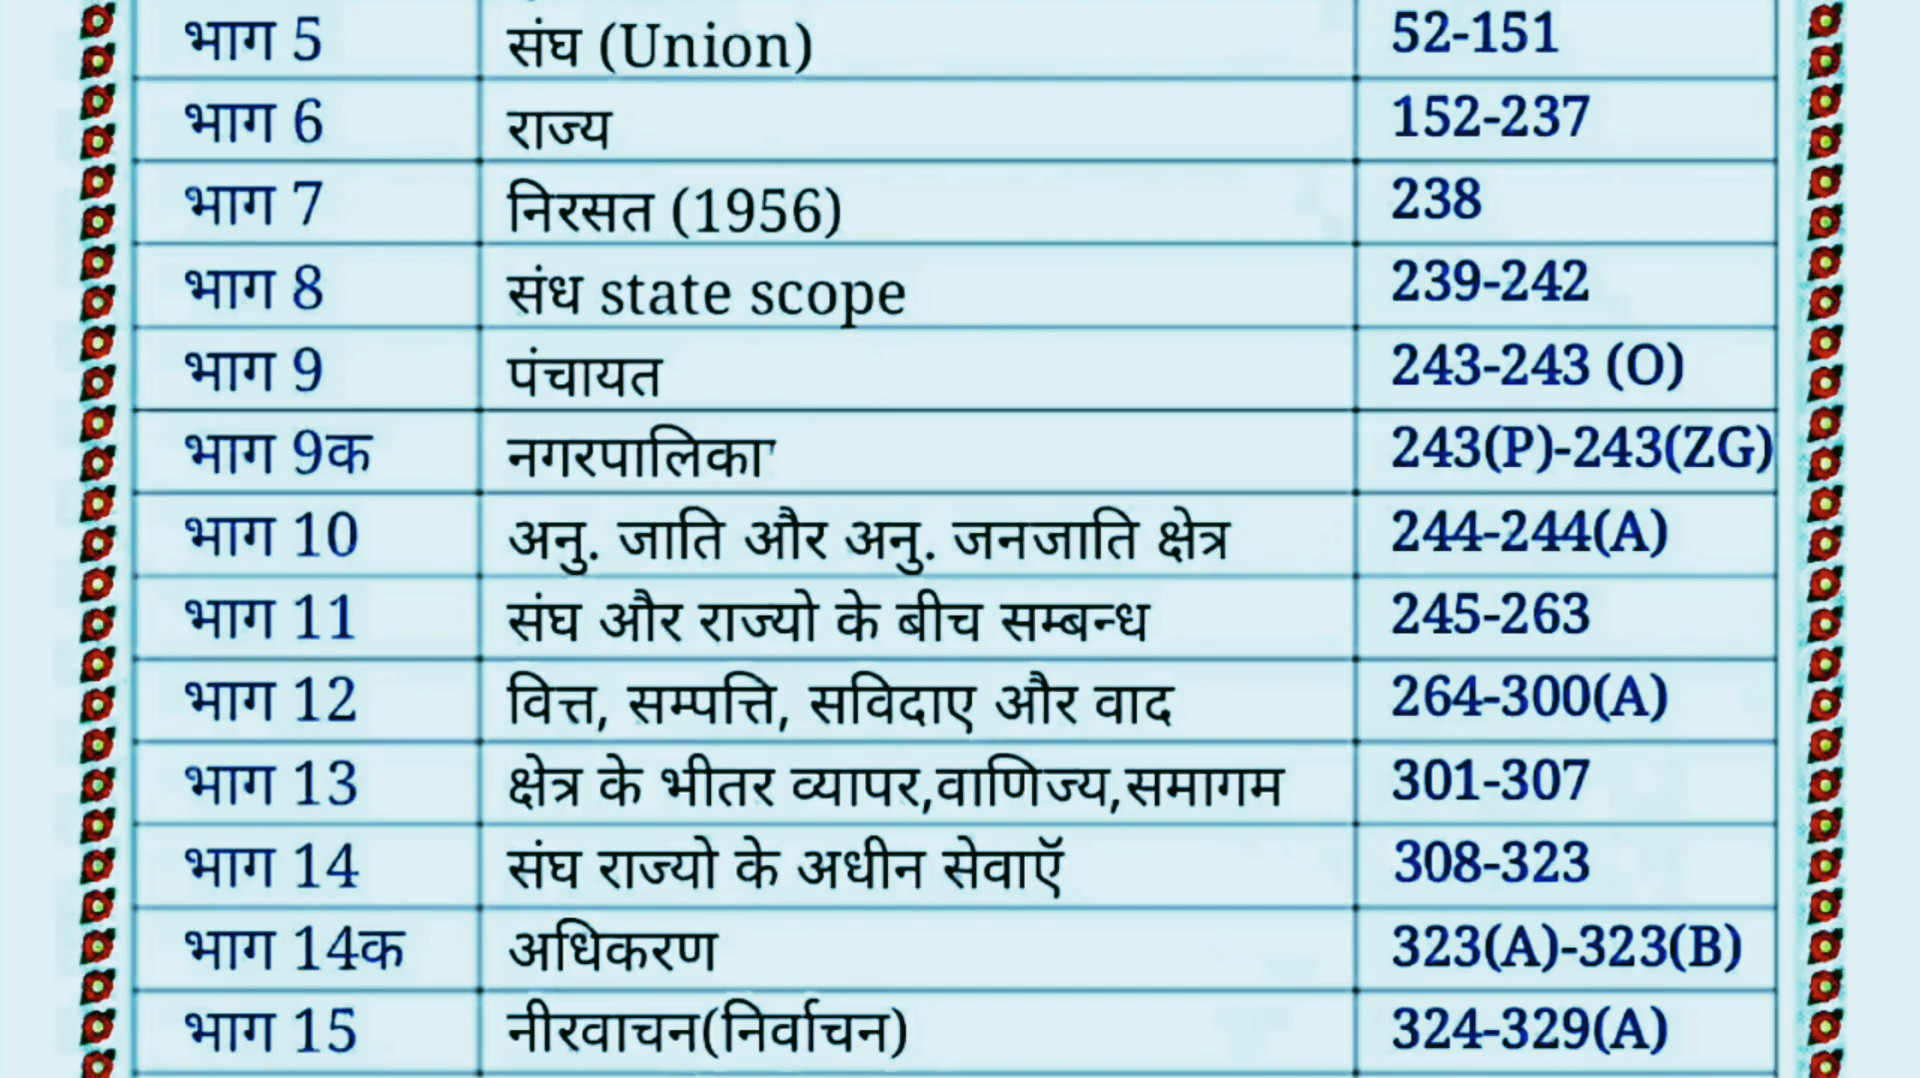 भाग 5 संघ (Union) 52-151
भाग 6 राज्य 152-237
भाग 7 निरसत (1956) 238
भाग 8 संध state scope 239-242
भाग 9 पंचायत 243-243 (O)
भाग 9क नगरपालिका' 243(P)-243(ZG)
भाग 10 अनु. जाति और अनु. जनजाति क्षेत्र 244-244(A)
भाग 11 संघ और राज्यो के बीच सम्बन्ध 245-263
भाग 12 वित्त, सम्पत्ति, सविदाए और वाद 264-300(A)
भाग 13 क्षेत्र के भीतर व्यापर,वाणिज्य,समागम 301-307
भाग 14 संघ राज्यो के अधीन सेवाऍ 308-323
भाग 14क अधिकरण 323(A)-323(B)
भाग 15 नीरवाचन(निर्वाचन) 324-329(A)